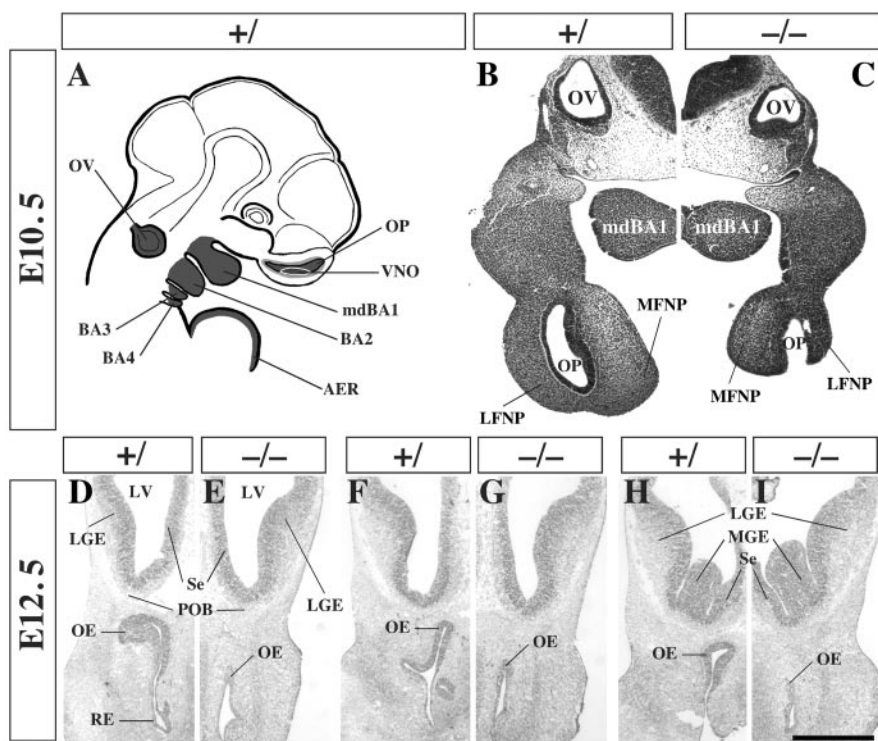 +/ +/ −/−
E10.5
A
OV
OP
VNO
mdBA1
BA2
BA3
BA4
AER
B C
OV OV
mdBA1 mdBA1
MFNP
OP OP
LFNP MFNP LFNP
E12.5
+/ −/− +/ −/− +/ −/−
D E F G H I
LV LV
LGE
LGE
MGE
Se
Se
POB
LGE
OE OE OE OE OE OE
RE